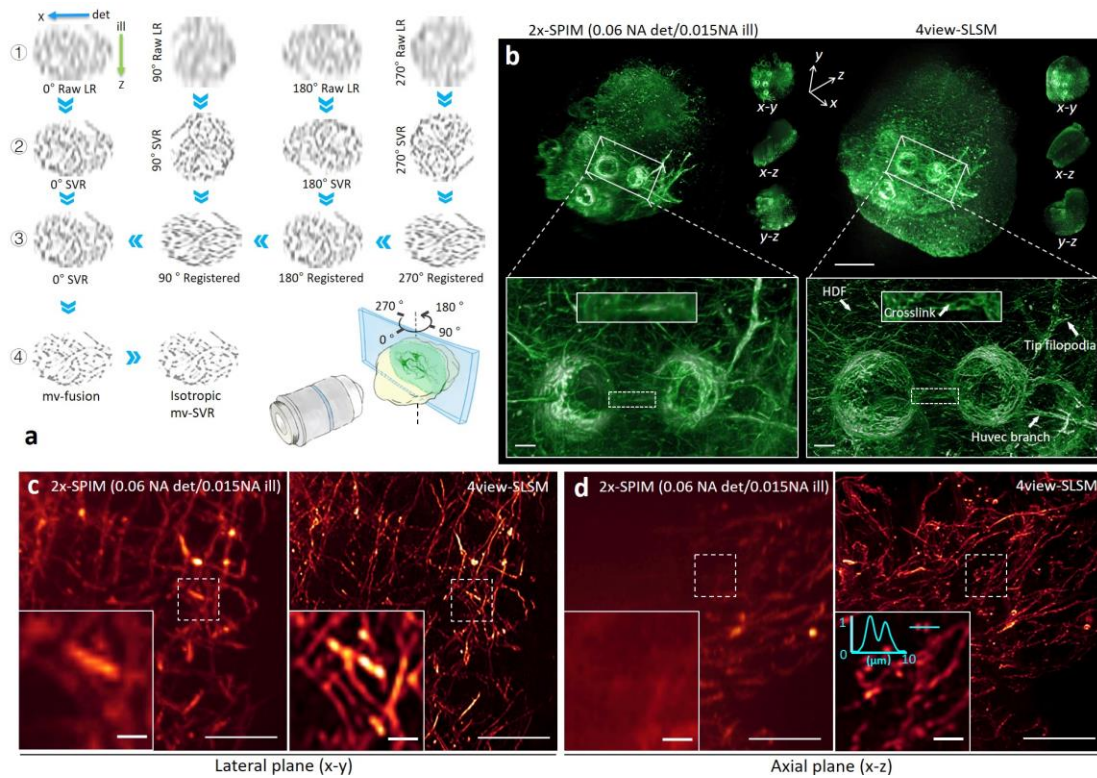 x
det
ill
z
①
0° Raw LR
90° Raw LR
180° Raw LR
270° Raw LR
②
0° SVR
90° SVR
180° SVR
270° SVR
③
0° SVR
90 ° Registered
180° Registered
270° Registered
④
mv-fusion
Isotropic
mv-SVR
270 °
180 °
0 °
90 °
a
2x-SPIM (0.06 NA det/0.015NA ill)
4view-SLSM
b
y
z
x
x-y
x-z
y-z
x-y
x-z
y-z
HDF
Crosslink
Tip filopodia
Huvec branch
c
2x-SPIM (0.06 NA det/0.015NA ill)
4view-SLSM
d
2x-SPIM (0.06 NA det/0.015NA ill)
4view-SLSM
1
0
(µm)
10
Lateral plane (x-y)
Axial plane (x-z)